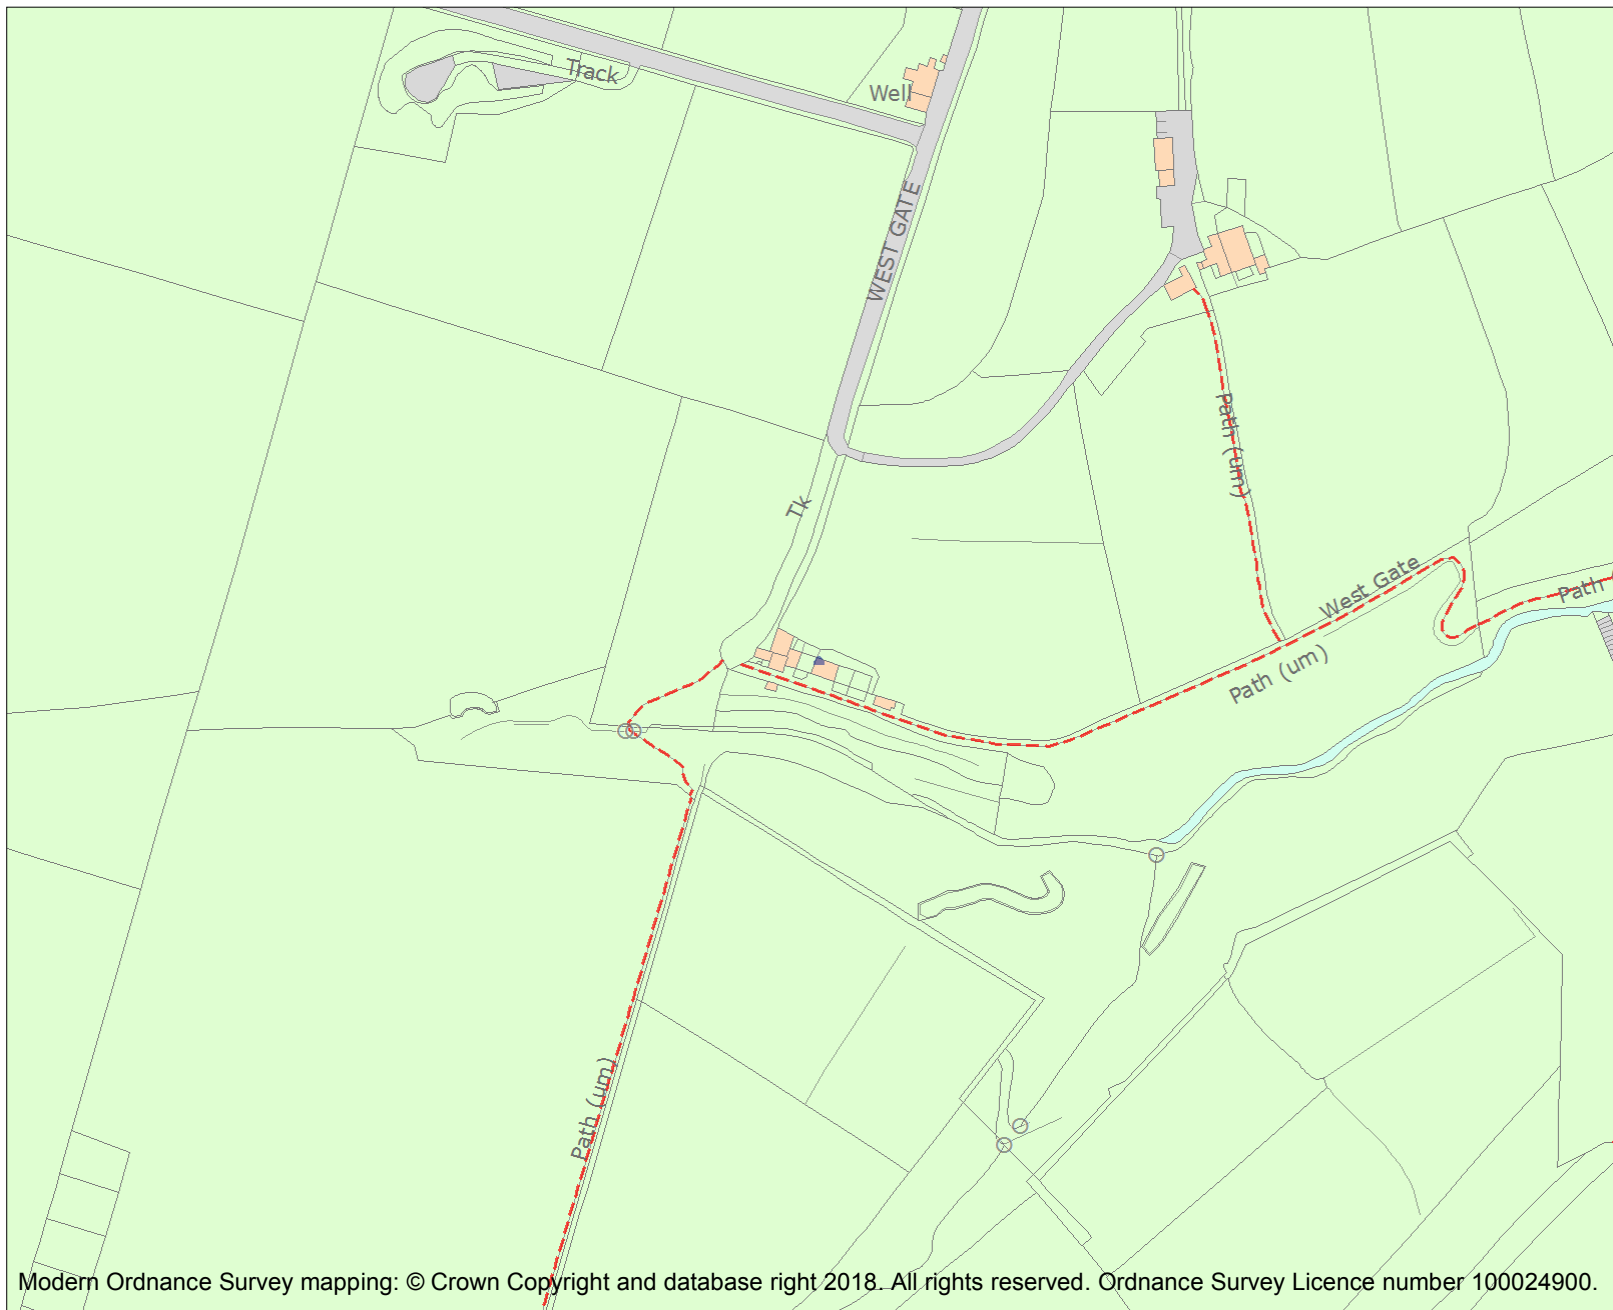 Track
Well
WEST GATE
Path (um)
Tk
West Gate
Path
Path (um)
Path (um)
Modern Ordnance Survey mapping: © Crown Copyright and database right 2018. All rights reserved. Ordnance Survey Licence number 100024900.